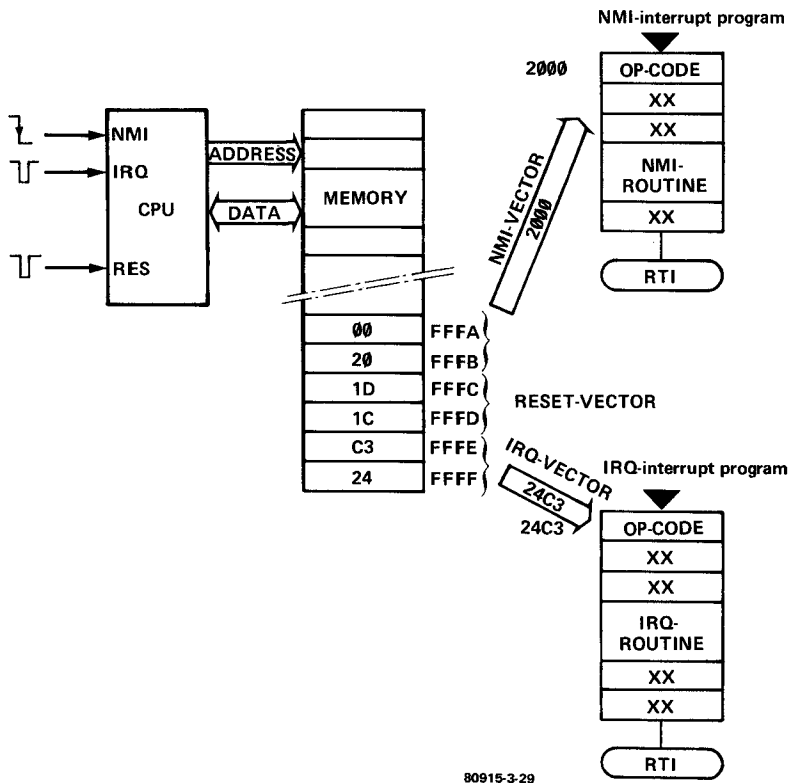 NMI-interrupt program
2000
OP-CODE
XX
XX
NMI-
ROUTINE
XX
RTI
NMI
IRQ
CPU
RES
ADDRESS
DATA
MEMORY
NMI-VECTOR
2000
00 FFFA
20 FFFB
1D FFFC
1C FFFD
C3 FFFE
24 FFFF
RESET-VECTOR
IRQ-VECTOR
24C3
24C3
IRQ-interrupt program
OP-CODE
XX
XX
IRQ-
ROUTINE
XX
XX
RTI
80915-3-29